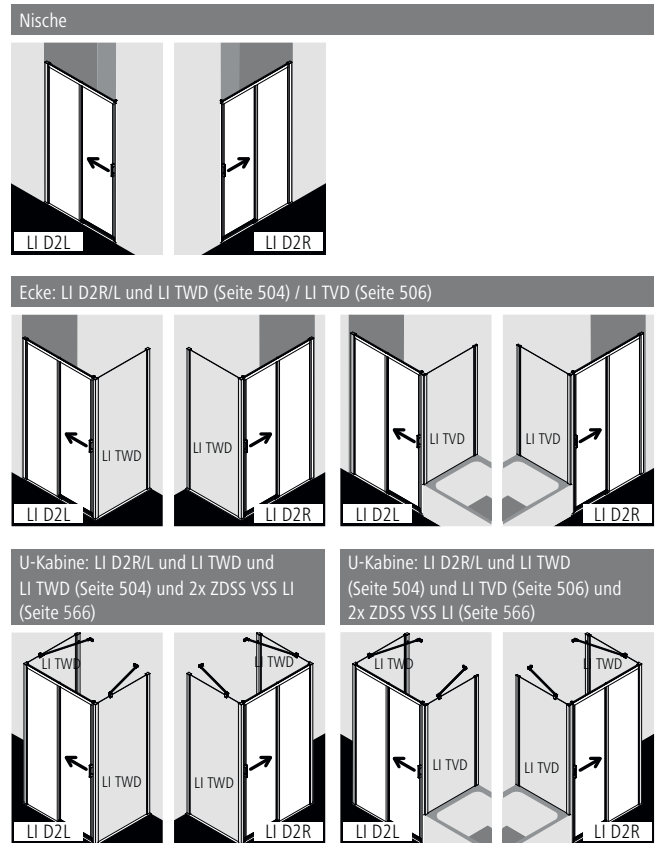 Nische
LI D2L
LI D2R
Ecke: LI D2R/L und LI TWD (Seite 504) / LI TVD (Seite 506)
LI TWD
LI D2L
LI TWD
LI D2R
LI TVD
LI D2L
LI TVD
LI D2R
U-Kabine: LI D2R/L und LI TWD und
LI TWD (Seite 504) und 2x ZDSS VSS LI
(Seite 566)
U-Kabine: LI D2R/L und LI TWD
(Seite 504) und LI TVD (Seite 506) und
2x ZDSS VSS LI (Seite 566)
LI TWD
LI TWD
LI D2L
LI TWD
LI TWD
LI D2R
LI TWD
LI TVD
LI D2L
LI TWD
LI TVD
LI D2R